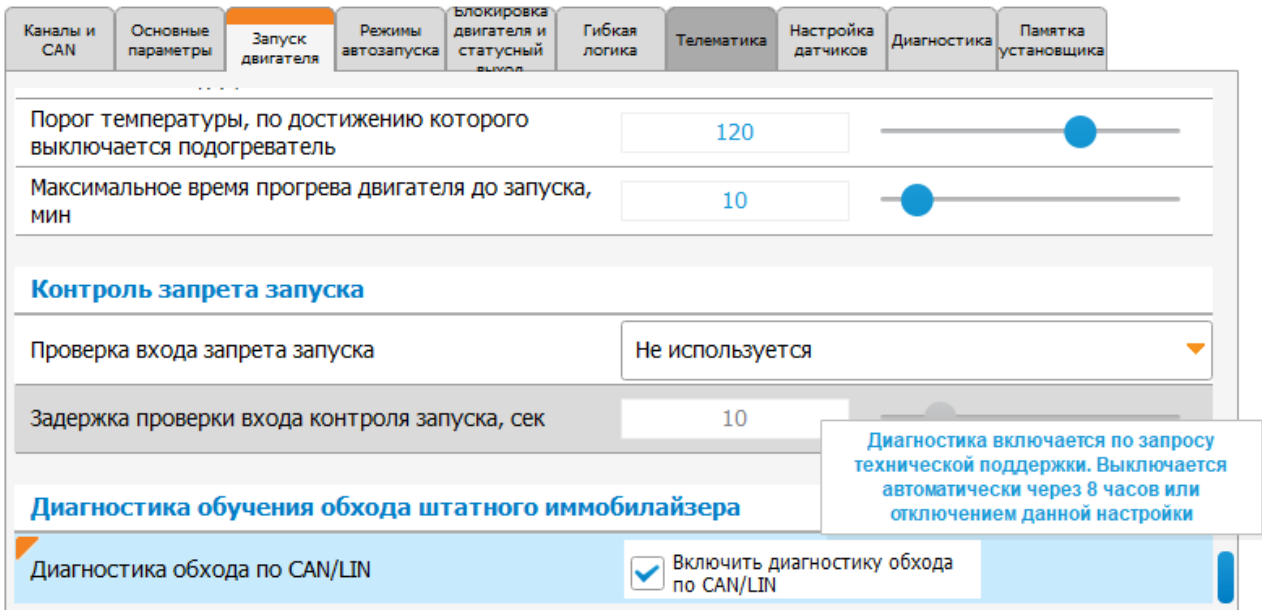 Каналы и
CAN
Основные
параметры
Запуск
двигателя
Режимы
автозапуска
Блокировка
двигателя и
статусный
выход
Гибкая
логика
Телематика
Настройка
датчиков
Диагностика
Памятка
установщика
Порог температуры, по достижению которого
выключается подогреватель
120
Максимальное время прогрева двигателя до запуска,
мин
10
Контроль запрета запуска
Проверка входа запрета запуска
Не используется
Задержка проверки входа контроля запуска, сек
10
Диагностика включается по запросу
технической поддержки. Выключается
автоматически через 8 часов или
отключением данной настройки
Диагностика обучения обхода штатного иммобилайзера
Диагностика обхода по CAN/LIN
Включить диагностику обхода
по CAN/LIN